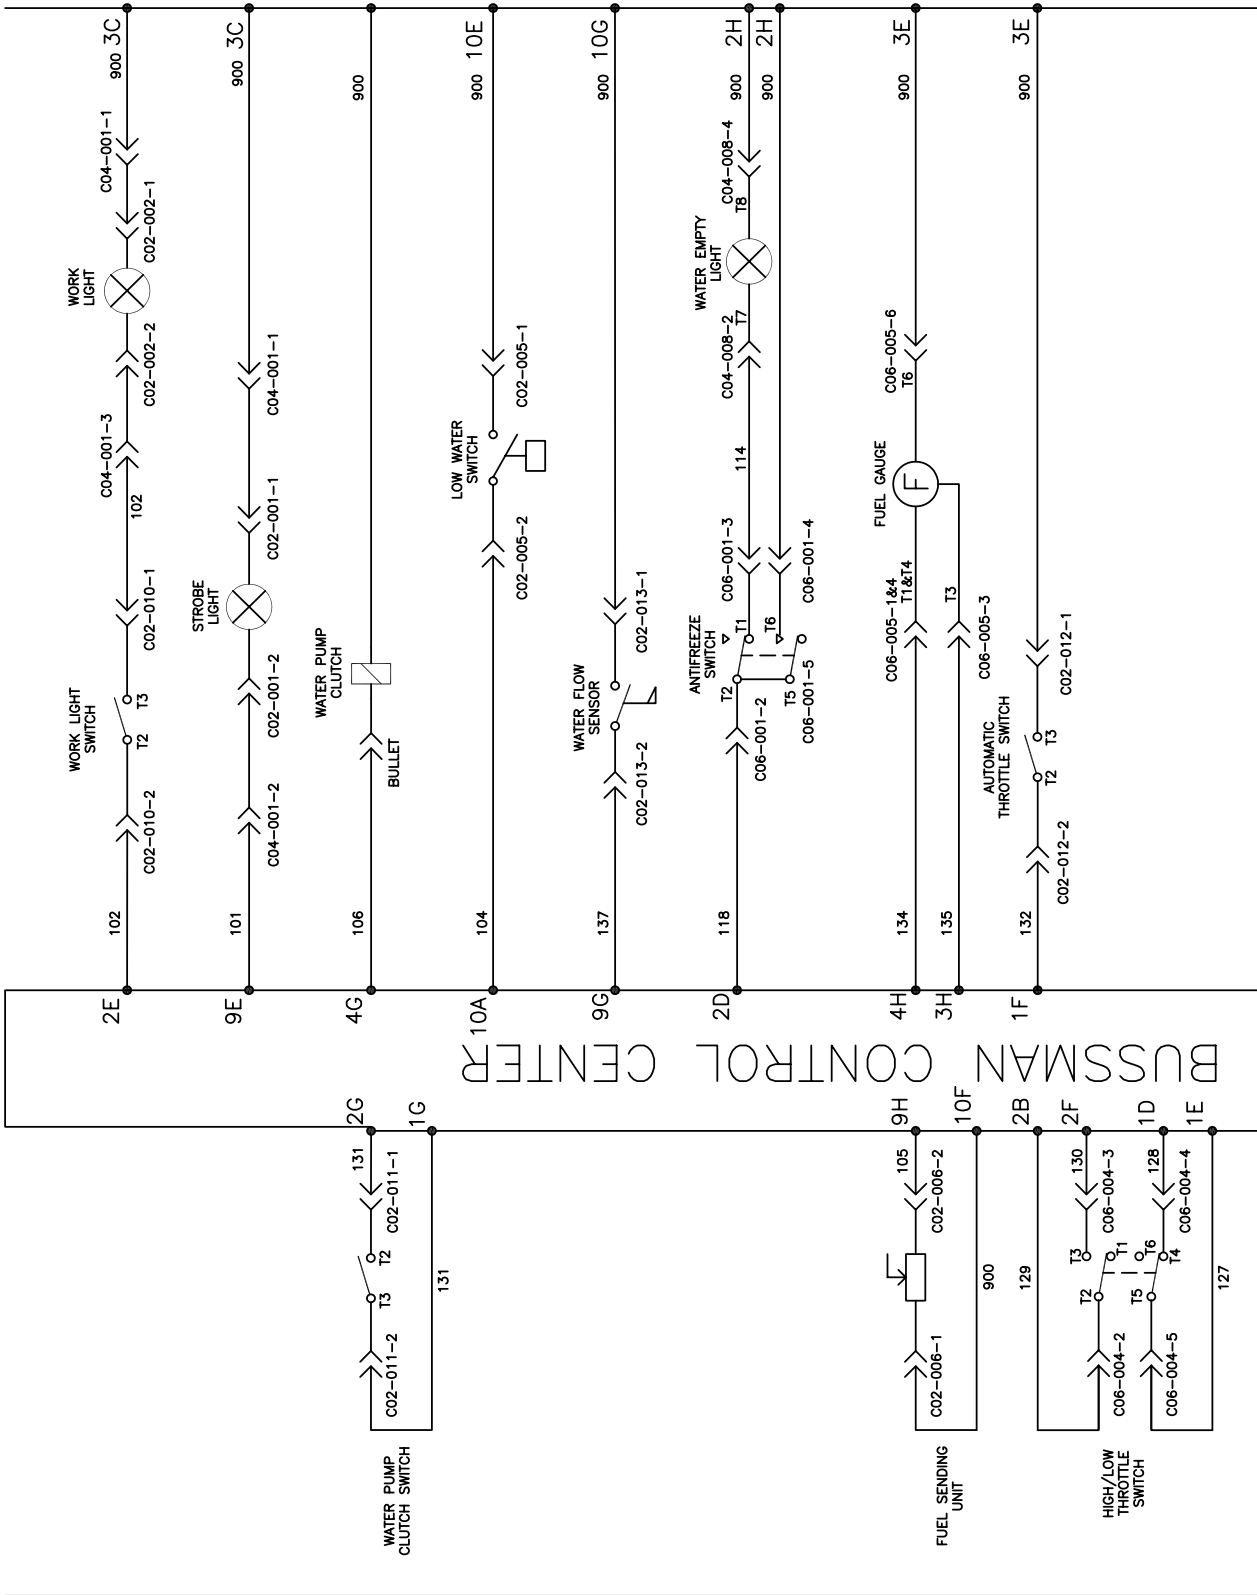 3C
900
C04-001-1
C02-002-1
WORK
LIGHT
C02-002-2
C04-001-3
102
C02-010-1
T3
WORK LIGHT
SWITCH
T2
C02-010-2
102
2E
3C
900
C04-001-1
C02-001-1
STROBE
LIGHT
C02-001-2
C04-001-2
101
9E
900
WATER PUMP
CLUTCH
BULLET
106
4G
10E
900
C02-005-1
LOW WATER
SWITCH
C02-005-2
104
10A
10G
900
C02-013-1
WATER FLOW
SENSOR
C02-013-2
137
9G
2H
2H
900
900
C04-008-4
T8
WATER EMPTY
LIGHT
T7
C04-008-2
114
C06-001-3
C06-001-4
T1
T6
ANTIFREEZE
SWITCH
T2
T5
C06-001-5
C06-001-2
118
2D
3E
900
C06-005-6
T6
FUEL GAUGE
F
C06-005-1&4
T1&T4
T3
C06-005-3
134
135
4H
3H
3E
900
C02-012-1
T3
AUTOMATIC
THROTTLE SWITCH
T2
C02-012-2
132
1F
BUSSMAN CONTROL CENTER
2G
1G
131
C02-011-1
T2
T3
131
C02-011-2
WATER PUMP
CLUTCH SWITCH
9H
10F
105
C02-006-2
900
C02-006-1
FUEL SENDING
UNIT
2B
2F
1D
1E
130
C06-004-3
128
C06-004-4
T3
T1
T6
T4
129
T2
T5
127
C06-004-2
C06-004-5
HIGH/LOW
THROTTLE
SWITCH